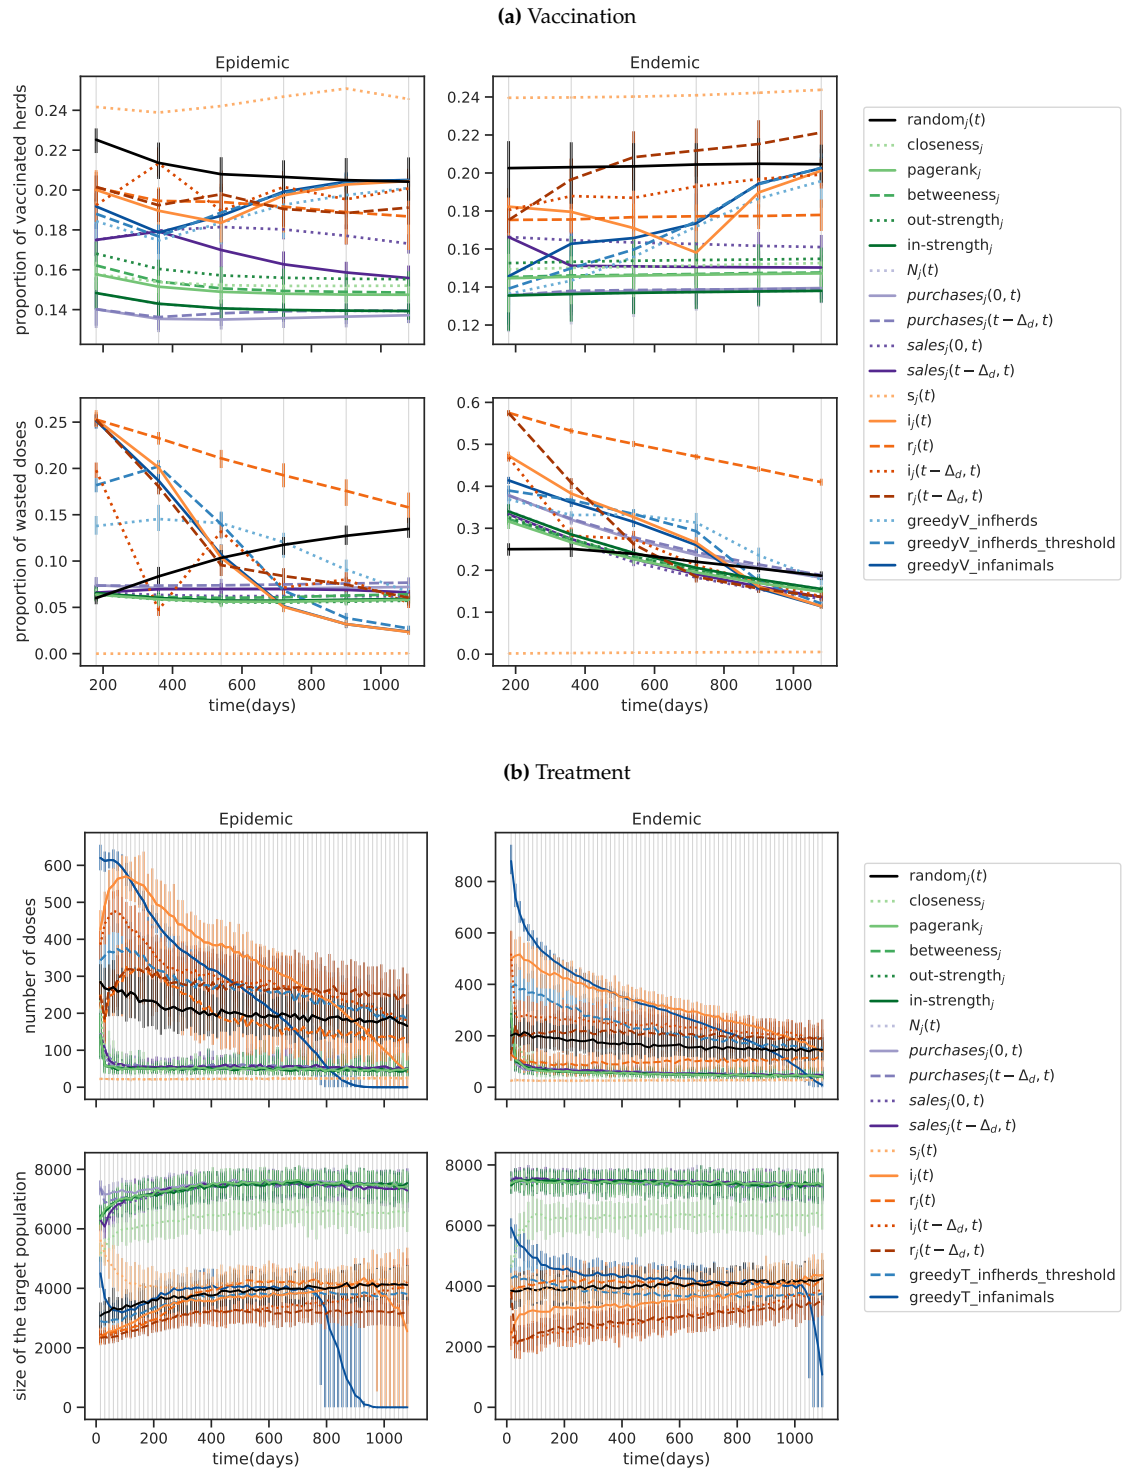 (a) Vaccination
Epidemic
Endemic
proportion of vaccinated herds
0.24
0.22
0.20
0.18
0.16
0.14
0.24
0.22
0.20
0.18
0.16
0.14
0.12
proportion of wasted doses
0.25
0.20
0.15
0.10
0.05
0.00
0.6
0.5
0.4
0.3
0.2
0.1
0.0
200 400 600 800 1000
200 400 600 800 1000
time(days)
time(days)
random_j(t)
closeness_j
pagerank_j
betweeness_j
out-strength_j
in-strength_j
N_j(t)
purchases_j(0, t)
purchases_j(t − Δ_d, t)
sales_j(0, t)
sales_j(t − Δ_d, t)
s_j(t)
i_j(t)
r_j(t)
i_j(t − Δ_d, t)
r_j(t − Δ_d, t)
greedyV_infherds
greedyV_infherds_threshold
greedyV_infanimals
(b) Treatment
Epidemic
Endemic
number of doses
600
500
400
300
200
100
0
800
600
400
200
0
size of the target population
8000
6000
4000
2000
0
8000
6000
4000
2000
0
0 200 400 600 800 1000
0 200 400 600 800 1000
time(days)
time(days)
random_j(t)
closeness_j
pagerank_j
betweeness_j
out-strength_j
in-strength_j
N_j(t)
purchases_j(0, t)
purchases_j(t − Δ_d, t)
sales_j(0, t)
sales_j(t − Δ_d, t)
s_j(t)
i_j(t)
r_j(t)
i_j(t − Δ_d, t)
r_j(t − Δ_d, t)
greedyT_infherds_threshold
greedyT_infanimals